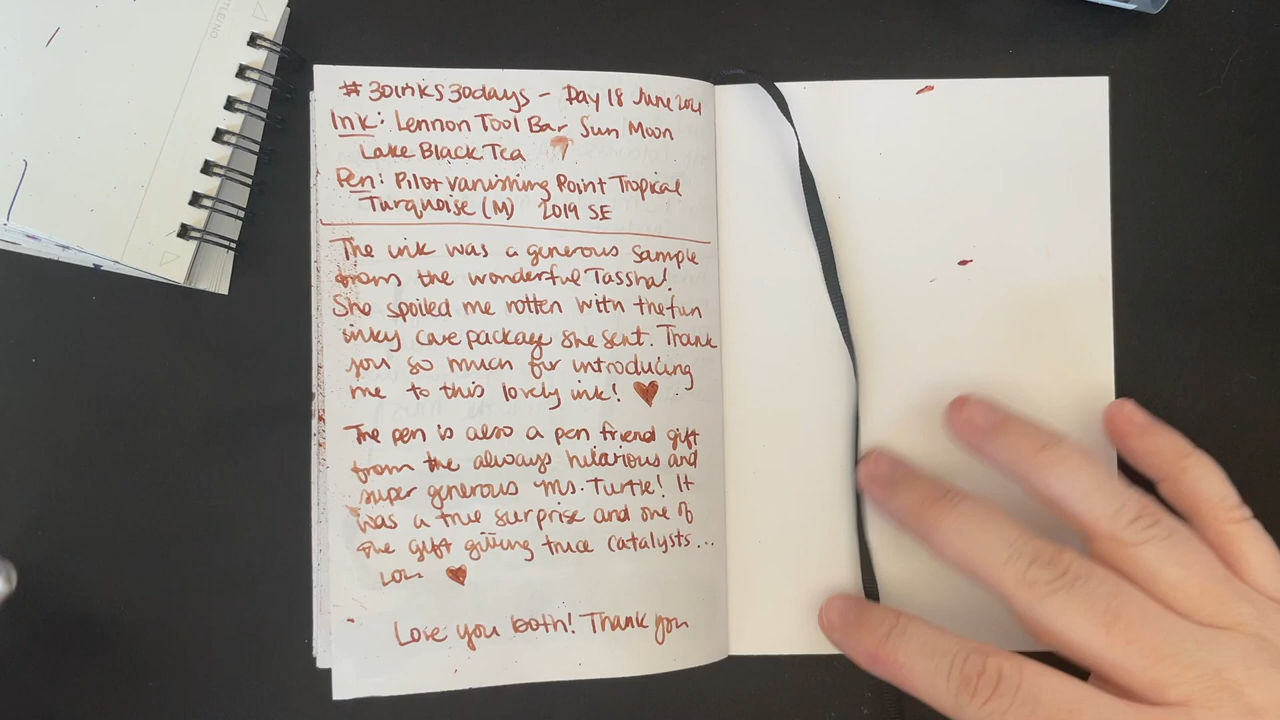 TLE/NO.
# 30inks30days - Day 18 June 2021
Ink: Lennon Tool Bar Sun Moon
Lake Black Tea
Pen: Pilot Vanishing Point Tropical
Turquoise (M) 2019 SE
The ink was a generous sample
from the wonderful Tassha!
She spoiled me rotten with the fun
inky care package she sent. Thank
you so much for introducing
me to this lovely ink! ♥
The pen is also a pen friend gift
from the always hilarious and
super generous Ms. Turtle! It
was a true surprise and one of
the gift giving truce catalysts...
LOL ♥
Love you both! Thank you